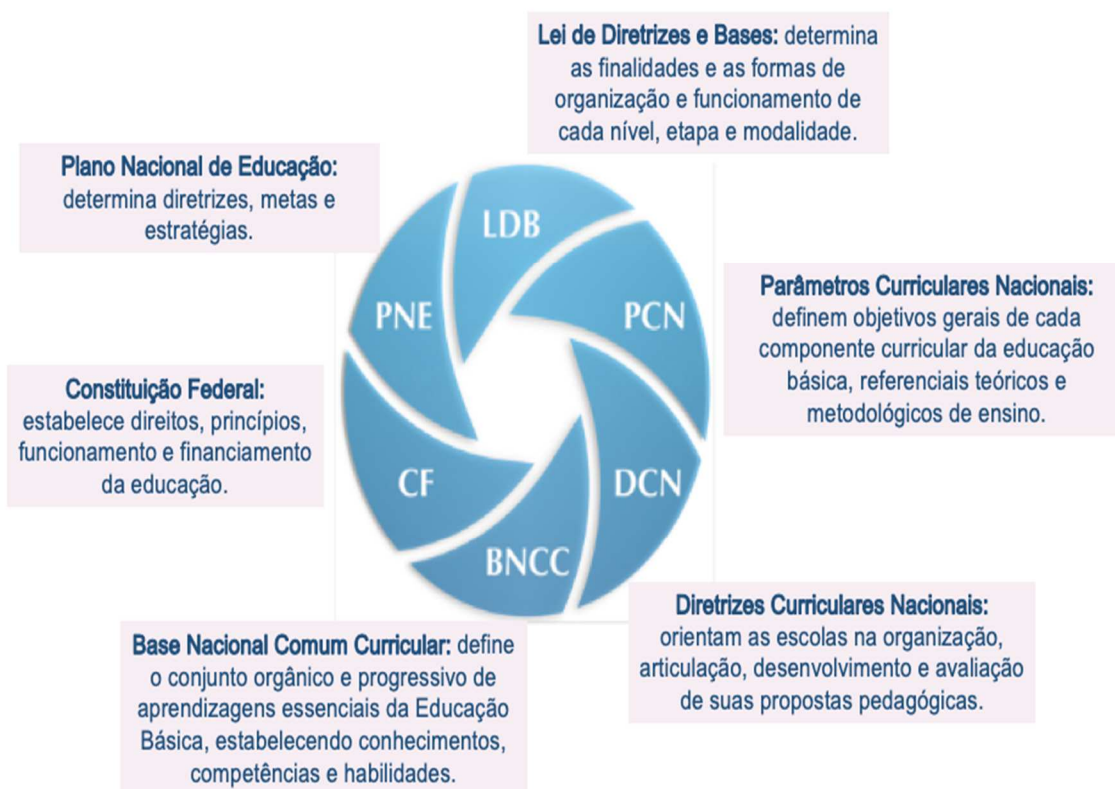 Lei de Diretrizes e Bases: determina
as finalidades e as formas de
organização e funcionamento de
cada nível, etapa e modalidade.
Plano Nacional de Educação:
determina diretrizes, metas e
estratégias.
LDB
PNE
PCN
Parâmetros Curriculares Nacionais:
definem objetivos gerais de cada
componente curricular da educação
básica, referenciais teóricos e
metodológicos de ensino.
Constituição Federal:
estabelece direitos, princípios,
funcionamento e financiamento
da educação.
CF
DCN
BNCC
Diretrizes Curriculares Nacionais:
orientam as escolas na organização,
articulação, desenvolvimento e avaliação
de suas propostas pedagógicas.
Base Nacional Comum Curricular: define
o conjunto orgânico e progressivo de
aprendizagens essenciais da Educação
Básica, estabelecendo conhecimentos,
competências e habilidades.